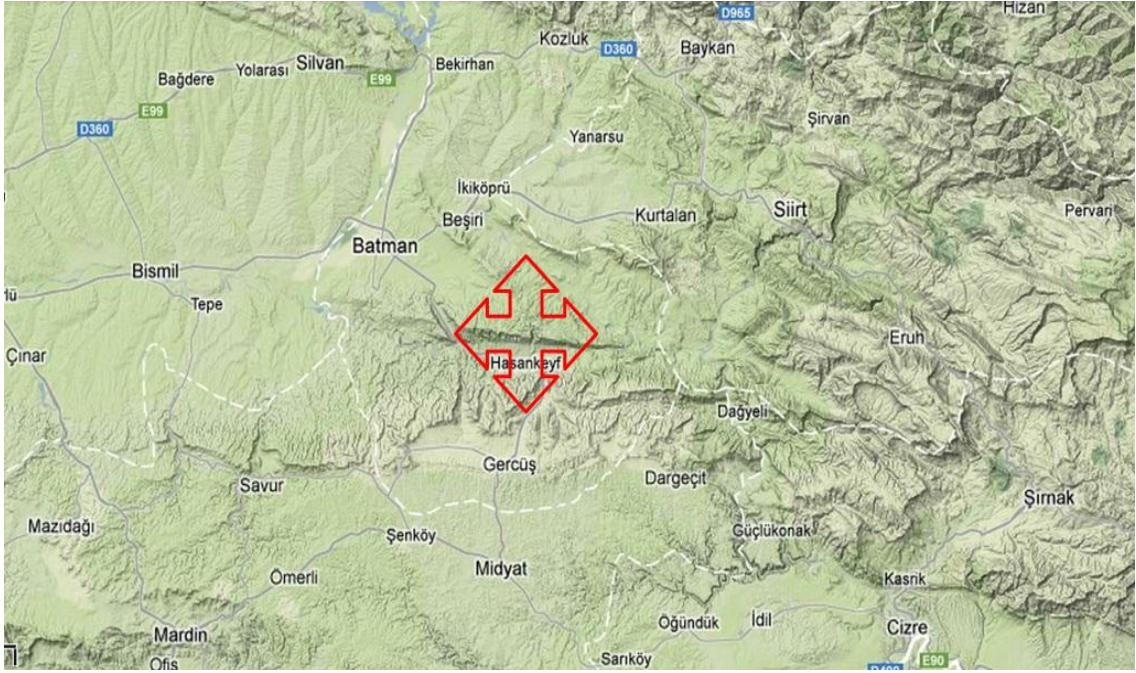 D965
Hizan
Kozluk
D360
Baykan
Silvan
Bekirhan
Yolarası
Bağdere
E99
E99
D360
Şirvan
Yanarsu
İkiköprü
Kurtalan
Siirt
Pervari
Beşiri
Batman
Bismil
Tepe
Eruh
Çınar
Hasankeyf
Dağyeli
Gercüş
Dargeçit
Savur
Şırnak
Mazıdağı
Şenköy
Güçlükonak
Midyat
Ömerli
Kasrik
Öğündük
İdil
Cizre
Mardin
Ofis
Sarıköy
E90